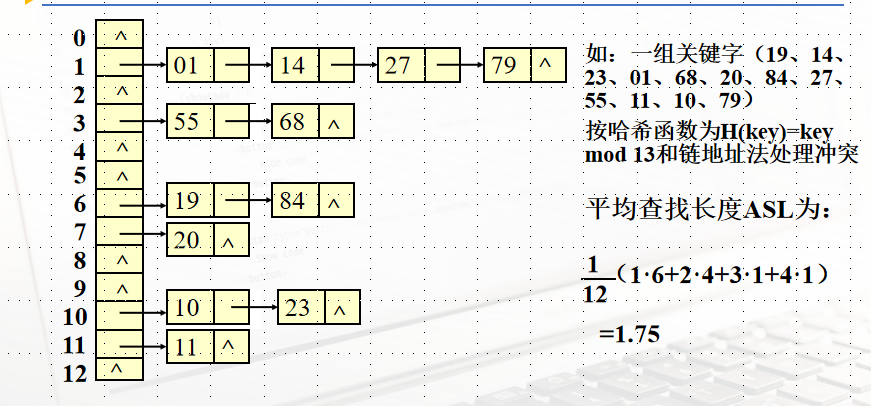 0 ^
1 01 14 27 79 ^
2 ^
3 55 68 ^
4 ^
5 ^
6 19 84 ^
7 20 ^
8 ^
9 ^
10 10 23 ^
11 11 ^
12 ^
如：一组关键字（19、14、
23、01、68、20、84、27、
55、11、10、79）
按哈希函数为H(key)=key
mod 13和链地址法处理冲突
平均查找长度ASL为：
1
12
（1·6+2·4+3·1+4·1）
=1.75